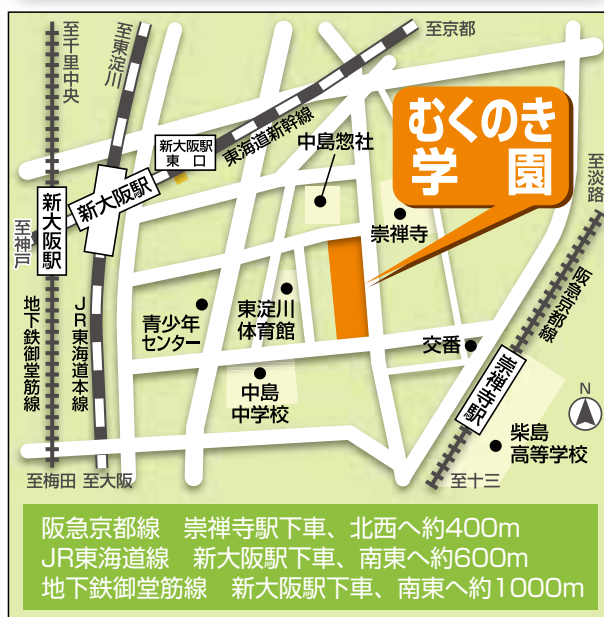 至千里中央
至東淀川
至京都
新大阪駅
東口
東海道新幹線
中島惣社
むくのき
学園
至淡路
新大阪駅
新大阪駅
至神戸
崇禅寺
阪急京都線
地下鉄御堂筋線
JR東海道本線
青少年
センター
東淀川
体育館
交番
中島
中学校
崇禅寺駅
N
柴島
高等学校
至梅田
至大阪
至十三
阪急京都線 崇禅寺駅下車、北西へ約400m
JR東海道線 新大阪駅下車、南東へ約600m
地下鉄御堂筋線 新大阪駅下車、南東へ約1000m